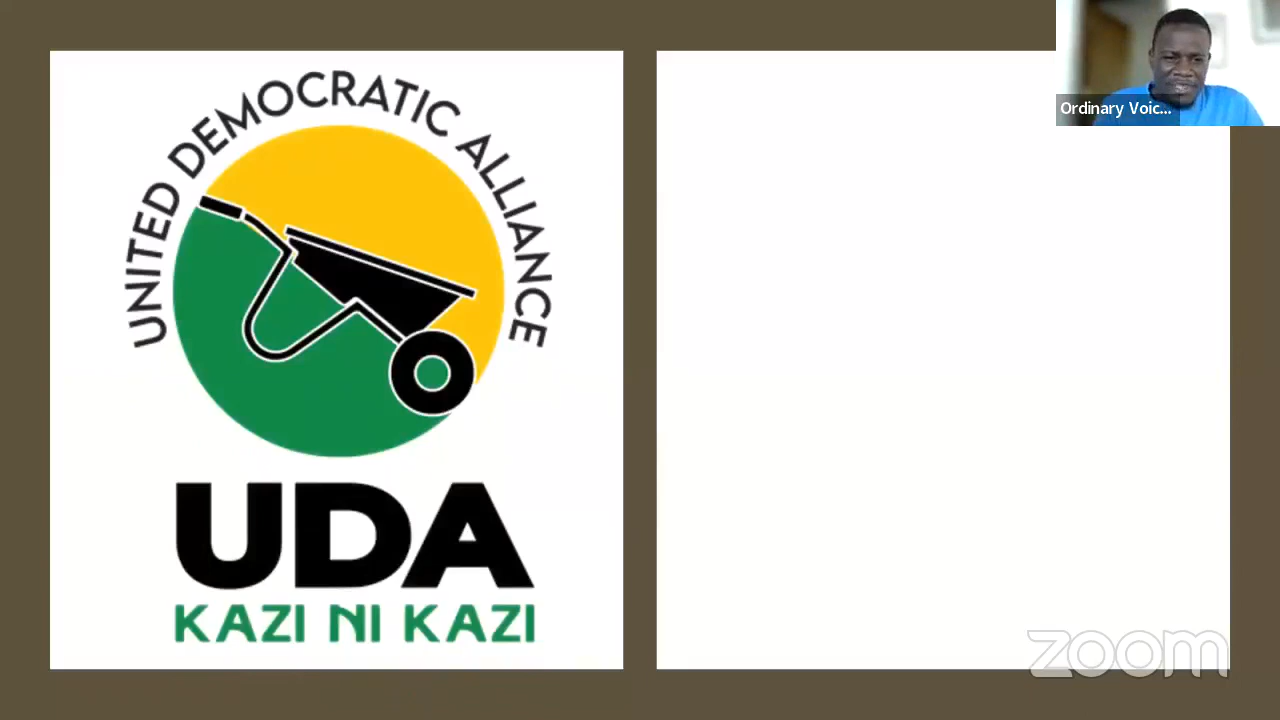 UNITED DEMOCRATIC ALLIANCE
UDA
KAZI NI KAZI
Ordinary Voic...
zoom